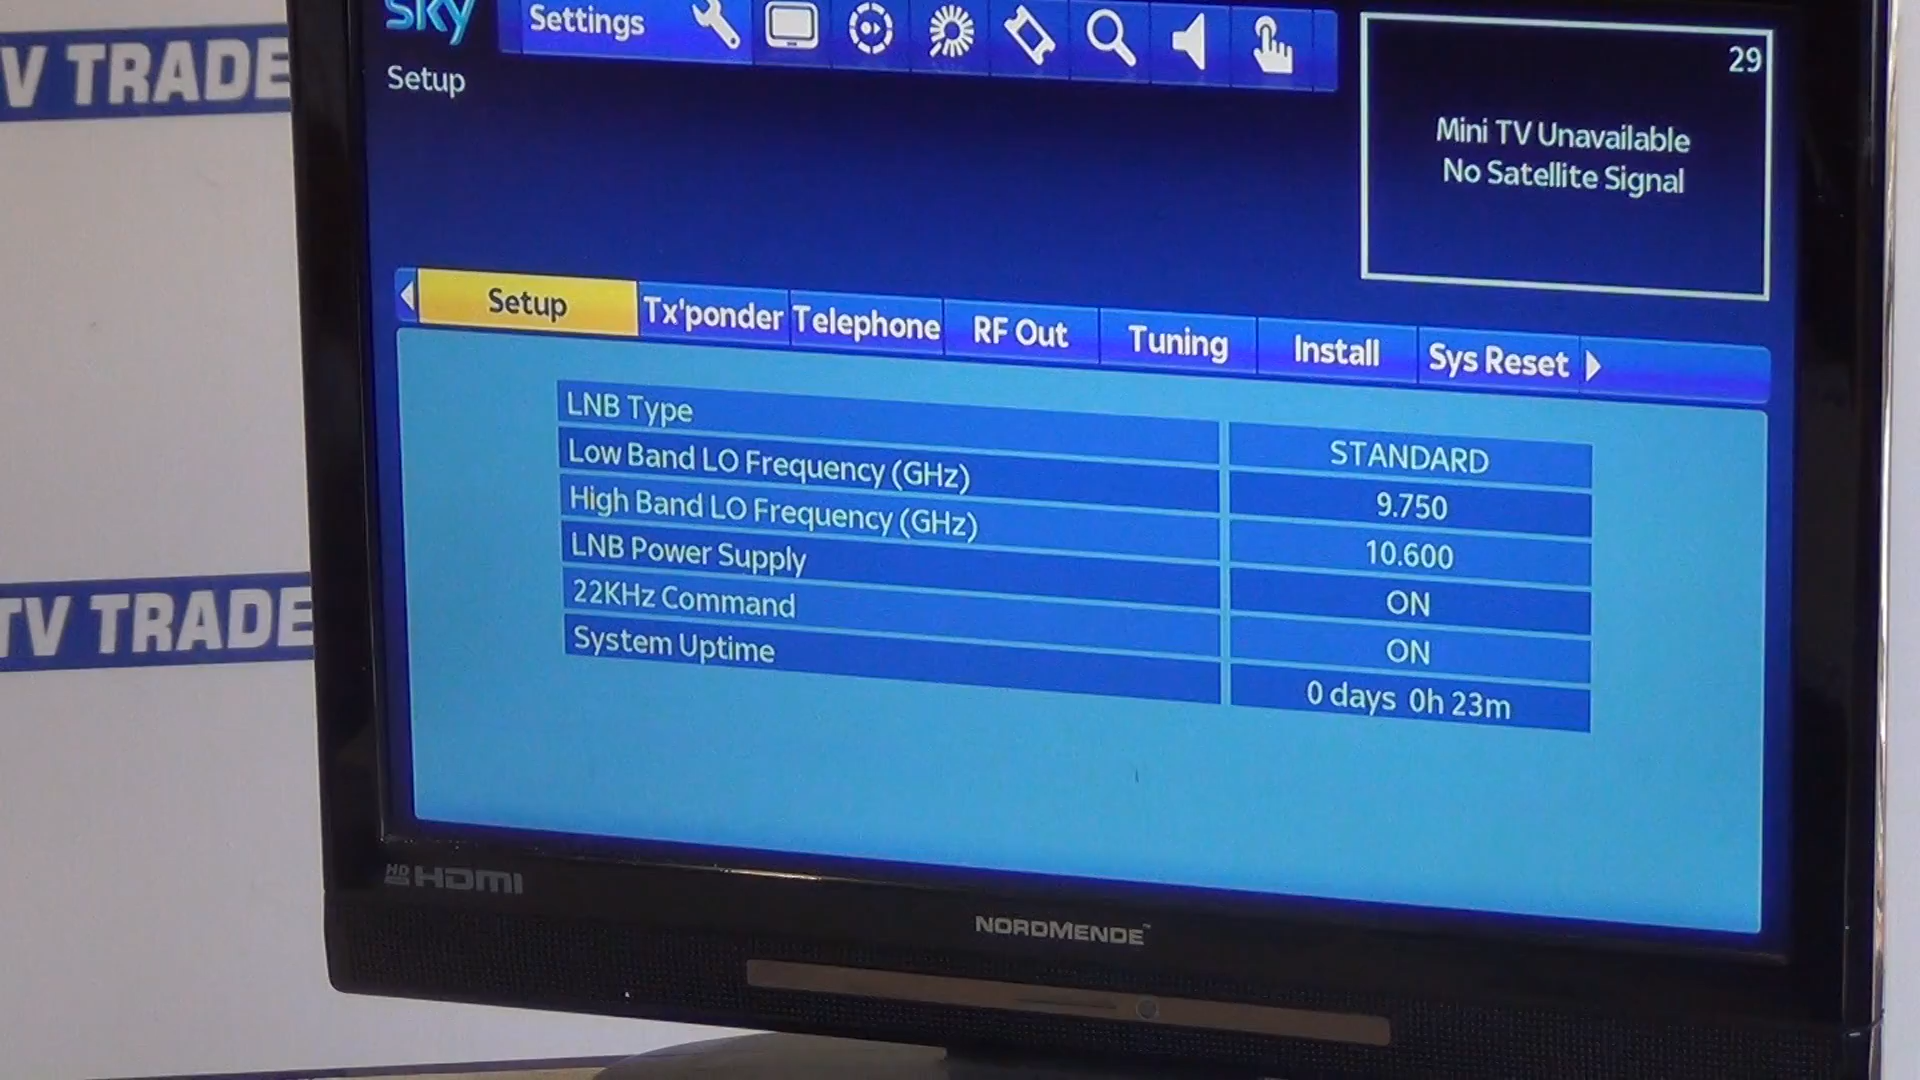 sky
Settings
29
V TRADE
Setup
Mini TV Unavailable
No Satellite Signal
Setup Tx'ponder Telephone RF Out Tuning Install Sys Reset
LNB Type STANDARD
Low Band LO Frequency (GHz) 9.750
High Band LO Frequency (GHz) 10.600
LNB Power Supply ON
22KHz Command ON
System Uptime 0 days 0h 23m
TV TRADE
HD HDMI
NORDMENDE